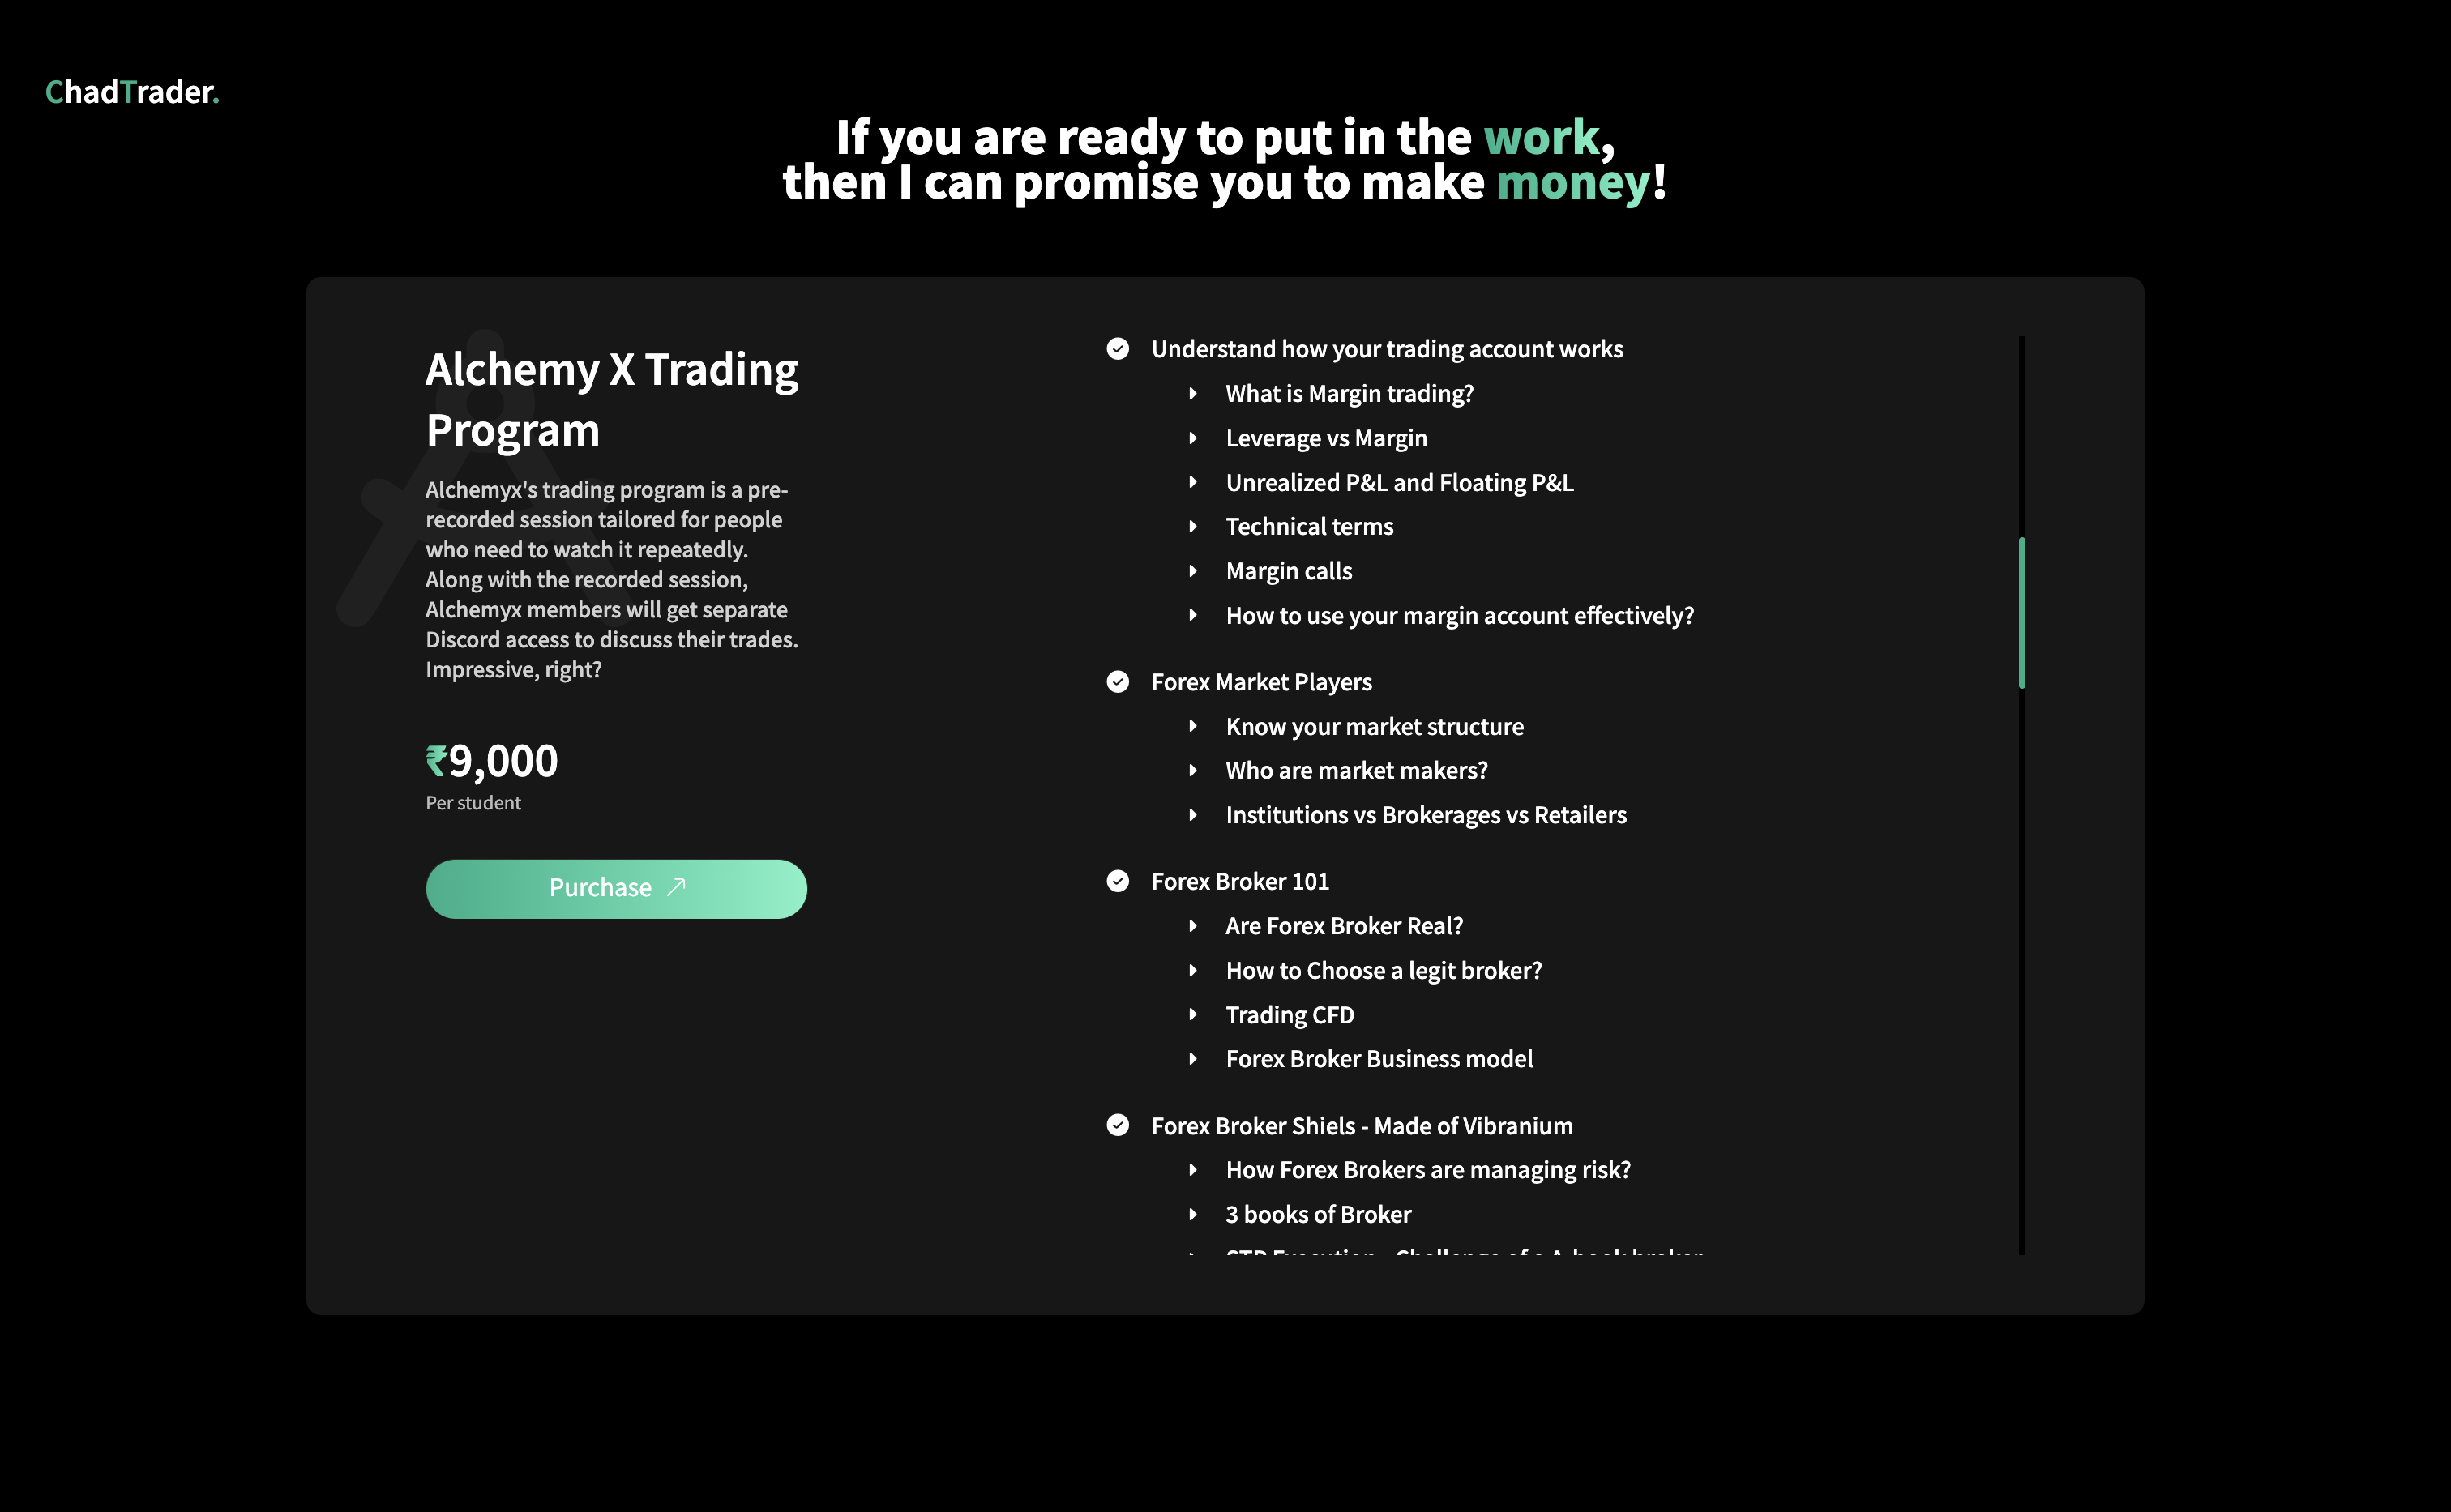 ChadTrader.
If you are ready to put in the work,
then I can promise you to make money!
Alchemy X Trading
Program
Alchemyx's trading program is a pre-
recorded session tailored for people
who need to watch it repeatedly.
Along with the recorded session,
Alchemyx members will get separate
Discord access to discuss their trades.
Impressive, right?
₹9,000
Per student
Purchase
Understand how your trading account works
What is Margin trading?
Leverage vs Margin
Unrealized P&L and Floating P&L
Technical terms
Margin calls
How to use your margin account effectively?
Forex Market Players
Know your market structure
Who are market makers?
Institutions vs Brokerages vs Retailers
Forex Broker 101
Are Forex Broker Real?
How to Choose a legit broker?
Trading CFD
Forex Broker Business model
Forex Broker Shiels - Made of Vibranium
How Forex Brokers are managing risk?
3 books of Broker